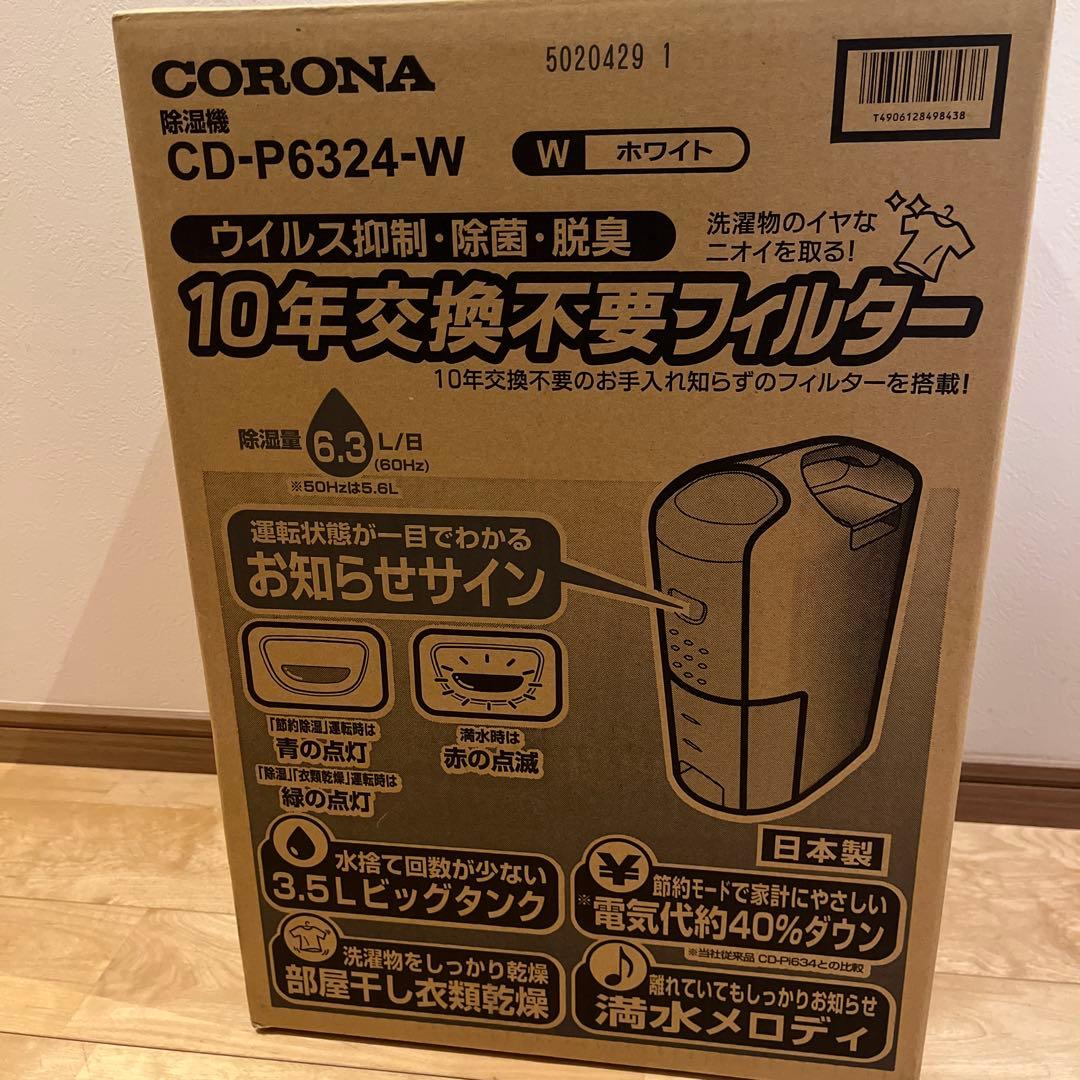 CORONA
5020429 1
T4906128498438
除湿機
CD-P6324-W
W ホワイト
ウイルス抑制・除菌・脱臭
洗濯物のイヤな
ニオイを取る!
10年交換不要フィルター
10年交換不要のお手入れ知らずのフィルターを搭載!
除湿量 6.3 L/日
(60Hz)
※50Hzは5.6L
運転状態が一目でわかる
お知らせサイン
「節約除湿」運転時は
青の点灯
「除湿」「衣類乾燥」運転時は
緑の点灯
満水時は
赤の点滅
日本製
水捨て回数が少ない
3.5Lビッグタンク
¥
節約モードで家計にやさしい
※電気代約40%ダウン
※当社従来品 CD-Pi634との比較
洗濯物をしっかり乾燥
部屋干し衣類乾燥
離れていてもしっかりお知らせ
満水メロディ